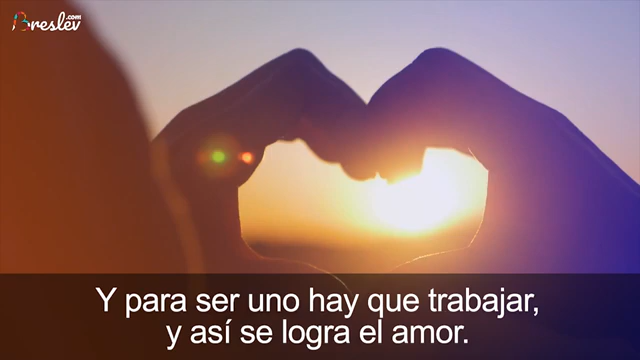 Breslev.com
Y para ser uno hay que trabajar,
y así se logra el amor.